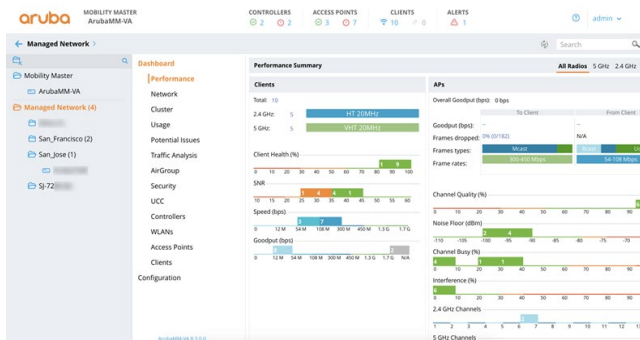 aruba
MOBILITY MASTER
ArubaMM-VA
CONTROLLERS
2 2
ACCESS POINTS
3 7
CLIENTS
10 0
ALERTS
1
admin
Managed Network >
Search
Mobility Master
ArubaMM-VA
Managed Network (4)
San_Francisco (2)
San_Jose (1)
SJ-72
Dashboard
Performance
Network
Cluster
Usage
Potential Issues
Traffic Analysis
AirGroup
Security
UCC
Controllers
WLANs
Access Points
Clients
Configuration
Performance Summary
All Radios 5 GHz 2.4 GHz
Clients
Total: 10
2.4 GHz: 5 HT 20MHz
5 GHz: 5 VHT 20MHz
Client Health (%)
1 9
0 10 20 30 40 50 60 70 80 90 100
SNR
1 4 4 1
10 15 20 25 30 35 40 45 50 55 60
Speed (bps)
3 7
0 12 M 54 M 108 M 300 M 450 M 1.3 G 1.7 G
Goodput (bps)
0 12 M 54 M 108 M 300 M 450 M 1.3 G 1.7 G N/A
APs
Overall Goodput (bps): 0 bps
To Client From Client
Goodput (bps): -- --
Frames dropped: 0% (0/182) N/A
Frames types: Mcast Bcast
Frame rates: 300-450 Mbps 54-108 Mbps
Channel Quality (%)
0 10 20 30 40 50 60 70 80 90
Noise Floor (dBm)
2 4
-110 -105 -100 -95 -90 -85 -80 -75 -70
Channel Busy (%)
4 1 1
0 10 20 30 40 50 60 70 80 90
Interference (%)
6
0 10 20 30 40 50 60 70 80 90
2.4 GHz Channels
1 2 3 4 5 6 7 8 9 10 11 12
5 GHz Channels